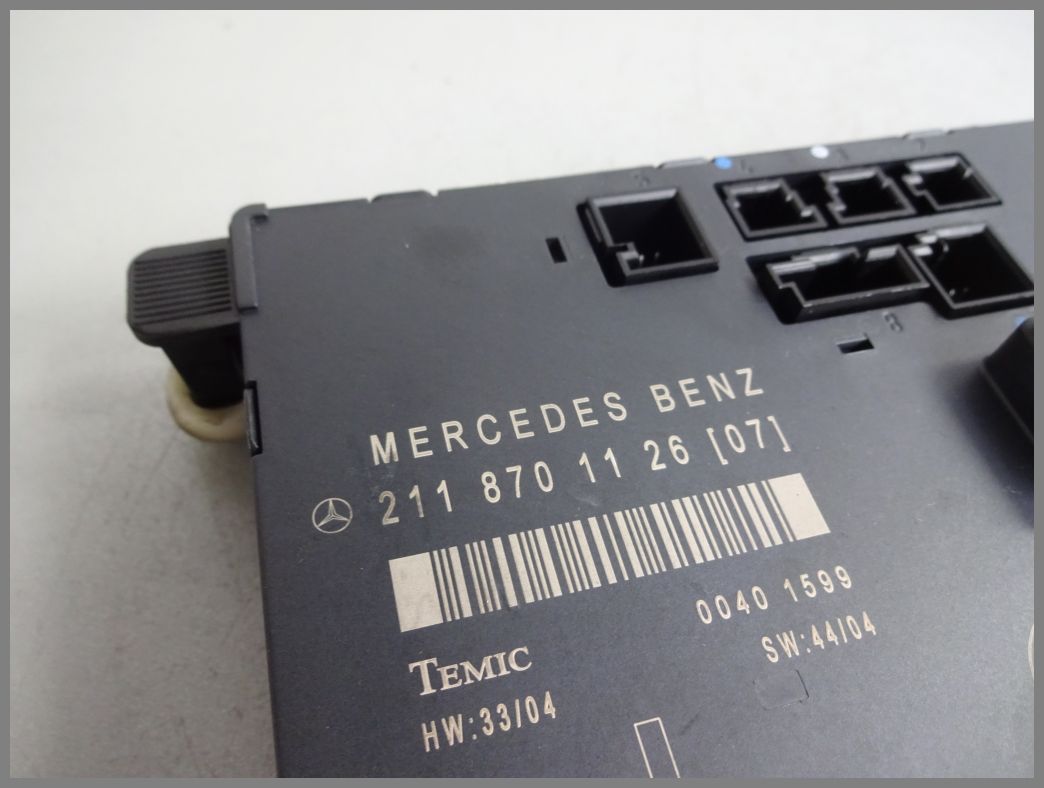 MERCEDES BENZ
211 870 11 26 [07]
0040 1599
TEMIC
SW:44/04
HW:33/04